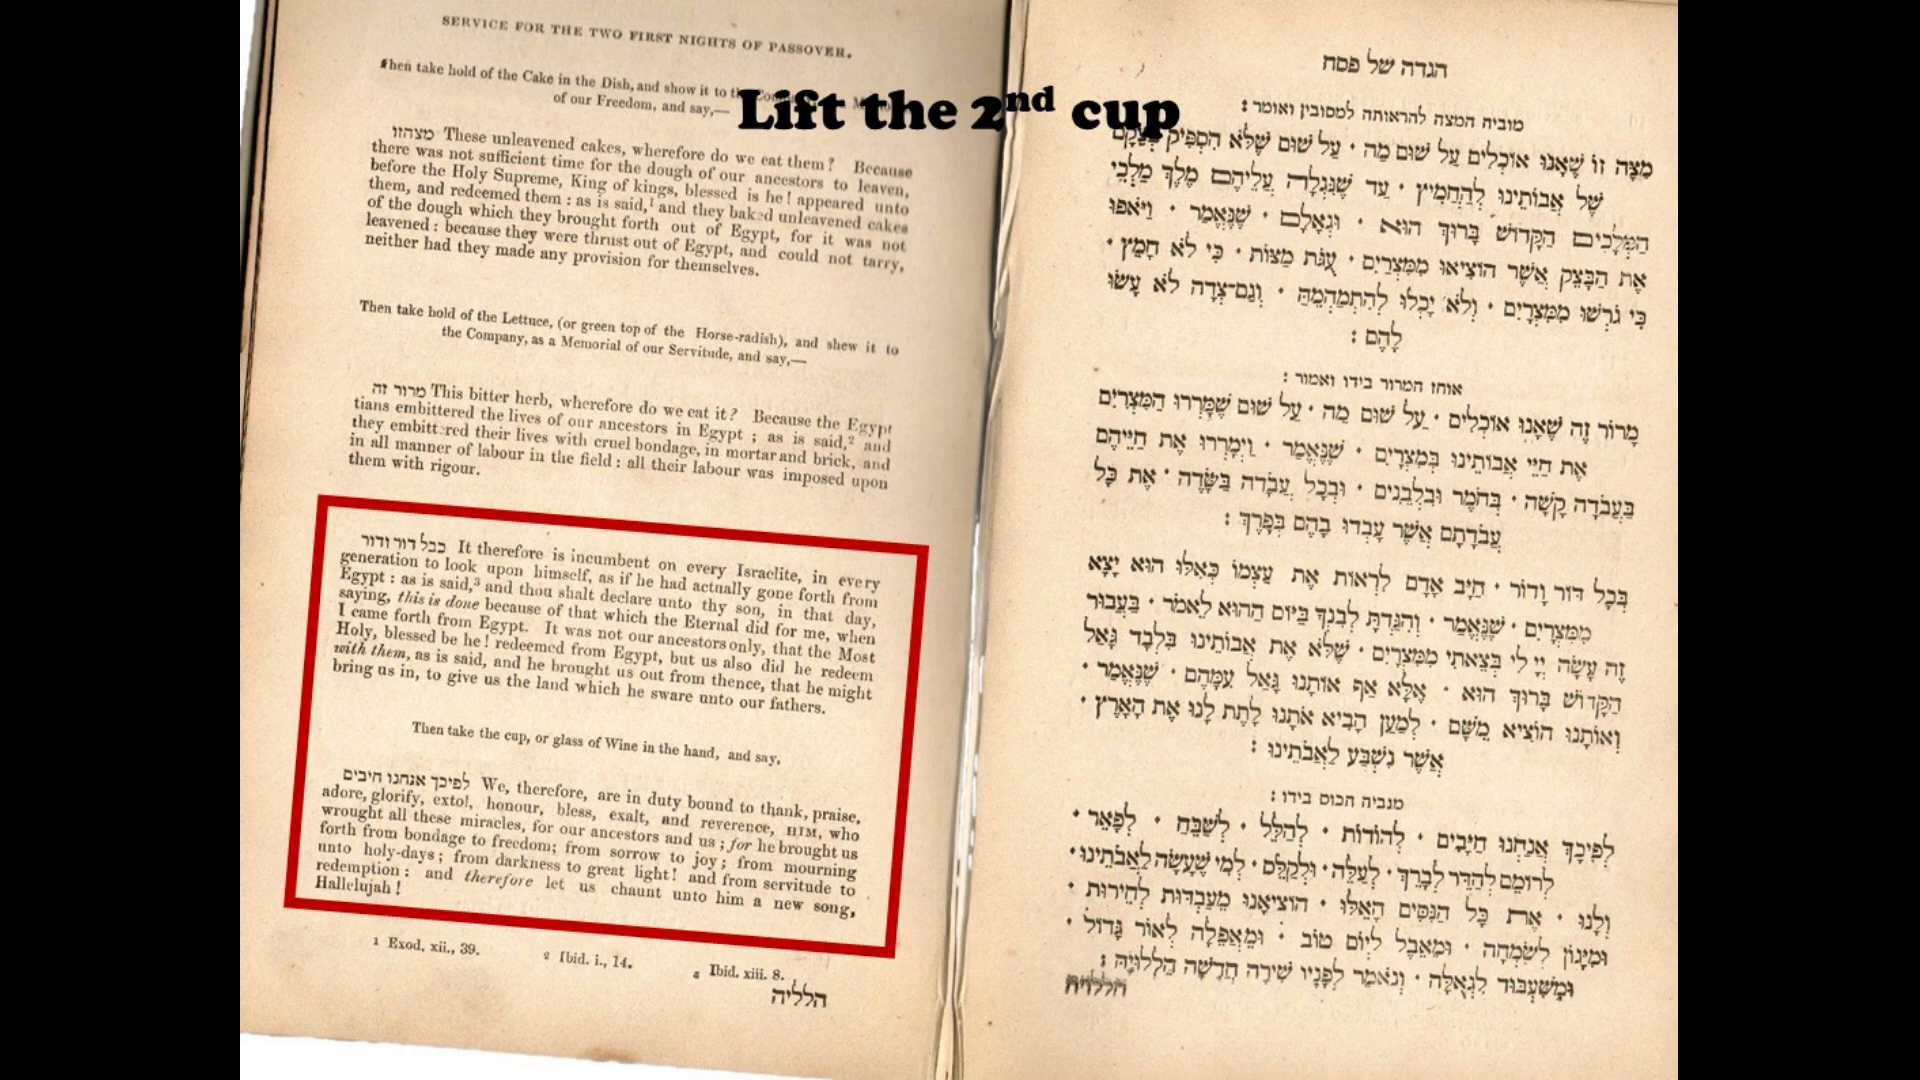 Lift the 2nd cup
SERVICE FOR THE TWO FIRST NIGHTS OF PASSOVER.
Then take hold of the Cake in the Dish, and show it to
of our Freedom, and say,—
מצהזו These unleavened cakes, wherefore do we eat them? Because
there was not sufficient time for the dough of our ancestors to leaven,
before the Holy Supreme, King of kings, blessed is he! appeared unto
them, and redeemed them: as is said,¹ and they baked unleavened cakes
of the dough which they brought forth out of Egypt, for it was not
leavened: because they were thrust out of Egypt, and could not tarry,
neither had they made any provision for themselves.
Then take hold of the Lettuce, (or green top of the Horse-radish), and shew it to
the Company, as a Memorial of our Servitude, and say,—
מרור זה This bitter herb, wherefore do we eat it? Because the Egypt
tians embittered the lives of our ancestors in Egypt; as is said,² and
they embittered their lives with cruel bondage, in mortar and brick, and
in all manner of labour in the field: all their labour was imposed upon
them with rigour.
בכל דור ודור It therefore is incumbent on every Israelite, in every
generation to look upon himself, as if he had actually gone forth from
Egypt: as is said,³ and thou shalt declare unto thy son, in that day,
saying, this is done because of that which the Eternal did for me, when
I came forth from Egypt. It was not our ancestors only, that the Most
Holy, blessed be he! redeemed from Egypt, but us also did he redeem
with them, as is said, and he brought us out from thence, that he might
bring us in, to give us the land which he sware unto our fathers.
Then take the cup, or glass of Wine in the hand, and say,
לפיכך אנחנו חיבים We, therefore, are in duty bound to thank, praise,
adore, glorify, extol, honour, bless, exalt, and reverence, HIM, who
wrought all these miracles, for our ancestors and us; for he brought us
forth from bondage to freedom; from sorrow to joy; from mourning
unto holy-days; from darkness to great light! and from servitude to
redemption: and therefore let us chaunt unto him a new song,
Hallelujah!
1 Exod. xii., 39. 2 Ibid. i., 14. 3 Ibid. xiii. 8.
הלליה
הגדה של פסח
מוביח המצה להראותה למסובין ואומר:
מַצָּה זוֹ שֶׁאָנוּ אוֹכְלִים עַל שׁוּם מַה · עַל שׁוּם שֶׁלֹּא הִסְפִּיק בְּצֵקָם
שֶׁל אֲבוֹתֵינוּ לְהַחֲמִיץ · עַד שֶׁנִּגְלָה עֲלֵיהֶם מֶלֶךְ מַלְכֵי
הַמְּלָכִים הַקָּדוֹשׁ בָּרוּךְ הוּא · וּגְאָלָם · שֶׁנֶּאֱמַר · וַיֹּאפוּ
אֶת הַבָּצֵק אֲשֶׁר הוֹצִיאוּ מִמִּצְרַיִם · עֻגֹת מַצּוֹת · כִּי לֹא חָמֵץ ·
כִּי גֹרְשׁוּ מִמִּצְרַיִם · וְלֹא יָכְלוּ לְהִתְמַהְמֵהַּ · וְגַם־צֵדָה לֹא עָשׂוּ
לָהֶם:
אוחז המרור בידו ואמור:
מָרוֹר זֶה שֶׁאָנוּ אוֹכְלִים · עַל שׁוּם מַה · עַל שׁוּם שֶׁמָּרְרוּ הַמִּצְרִים
אֶת חַיֵּי אֲבוֹתֵינוּ בְּמִצְרַיִם · שֶׁנֶּאֱמַר · וַיְמָרְרוּ אֶת חַיֵּיהֶם
בַּעֲבֹדָה קָשָׁה · בְּחֹמֶר וּבִלְבֵנִים · וּבְכָל עֲבֹדָה בַּשָּׂדֶה · אֶת כָּל
עֲבֹדָתָם אֲשֶׁר עָבְדוּ בָהֶם בְּפָרֶךְ:
בְּכָל דּוֹר וָדוֹר · חַיָּב אָדָם לִרְאוֹת אֶת עַצְמוֹ כְּאִלּוּ הוּא יָצָא
מִמִּצְרַיִם · שֶׁנֶּאֱמַר · וְהִגַּדְתָּ לְבִנְךָ בַּיּוֹם הַהוּא לֵאמֹר · בַּעֲבוּר
זֶה עָשָׂה יְיָ לִי בְּצֵאתִי מִמִּצְרָיִם · שֶׁלֹּא אֶת אֲבוֹתֵינוּ בִּלְבַד גָּאַל
הַקָּדוֹשׁ בָּרוּךְ הוּא · אֶלָּא אַף אוֹתָנוּ גָּאַל עִמָּהֶם · שֶׁנֶּאֱמַר ·
וְאוֹתָנוּ הוֹצִיא מִשָּׁם · לְמַעַן הָבִיא אֹתָנוּ לָתֶת לָנוּ אֶת הָאָרֶץ ·
אֲשֶׁר נִשְׁבַּע לַאֲבֹתֵינוּ:
מגביה הכוס בידו:
לְפִיכָךְ אֲנַחְנוּ חַיָּבִים · לְהוֹדוֹת · לְהַלֵּל · לְשַׁבֵּחַ · לְפָאֵר ·
לְרוֹמֵם לְהַדֵּר לְבָרֵךְ · לְעַלֵּה · וּלְקַלֵּס · לְמִי שֶׁעָשָׂה לַאֲבֹתֵינוּ ·
וְלָנוּ · אֶת כָּל הַנִּסִּים הָאֵלּוּ · הוֹצִיאָנוּ מֵעַבְדוּת לְחֵירוּת ·
וּמִיָּגוֹן לְשִׂמְחָה · וּמֵאֵבֶל לְיוֹם טוֹב · וּמֵאֲפֵלָה לְאוֹר גָּדוֹל ·
וּמִשִּׁעְבּוּד לִגְאֻלָּה · וְנֹאמַר לְפָנָיו שִׁירָה חֲדָשָׁה הַלְלוּיָהּ:
הללויה